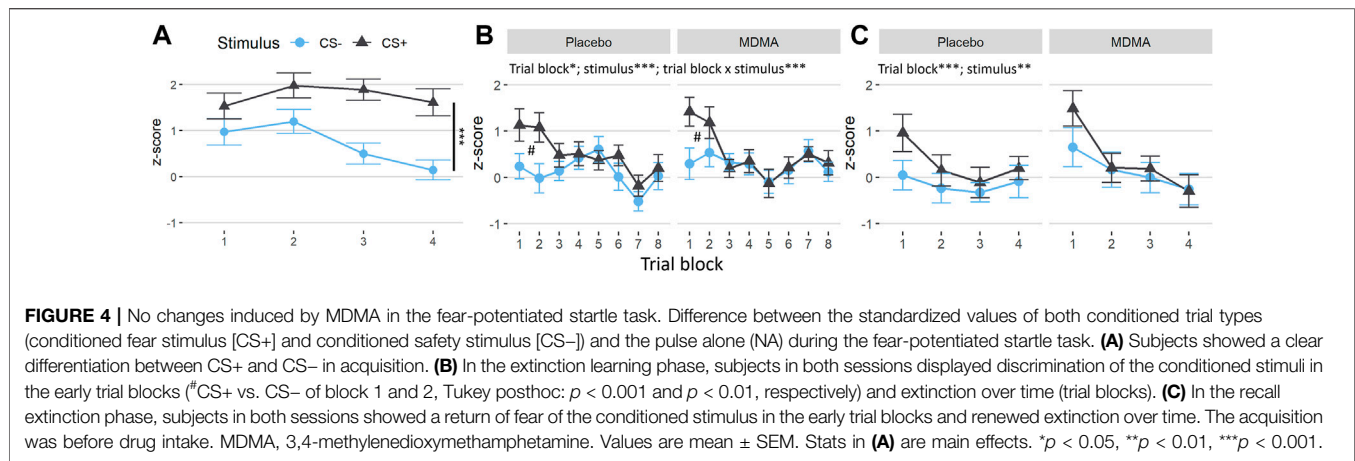 A
Stimulus CS- CS+
B
Placebo MDMA
C
Placebo MDMA
Trial block*; stimulus***; trial block x stimulus***
Trial block***; stimulus**
z-score
2
1
0
-1
***
1 2 3 4
z-score
2
1
0
-1
#
#
1 2 3 4 5 6 7 8
1 2 3 4 5 6 7 8
Trial block
z-score
2
1
0
-1
1 2 3 4
1 2 3 4
FIGURE 4 | No changes induced by MDMA in the fear-potentiated startle task. Difference between the standardized values of both conditioned trial types
(conditioned fear stimulus [CS+] and conditioned safety stimulus [CS−]) and the pulse alone (NA) during the fear-potentiated startle task. (A) Subjects showed a clear
differentiation between CS+ and CS− in acquisition. (B) In the extinction learning phase, subjects in both sessions displayed discrimination of the conditioned stimuli in
the early trial blocks (#CS+ vs. CS− of block 1 and 2, Tukey posthoc: p < 0.001 and p < 0.01, respectively) and extinction over time (trial blocks). (C) In the recall
extinction phase, subjects in both sessions showed a return of fear of the conditioned stimulus in the early trial blocks and renewed extinction over time. The acquisition
was before drug intake. MDMA, 3,4-methylenedioxymethamphetamine. Values are mean ± SEM. Stats in (A) are main effects. *p < 0.05, **p < 0.01, ***p < 0.001.